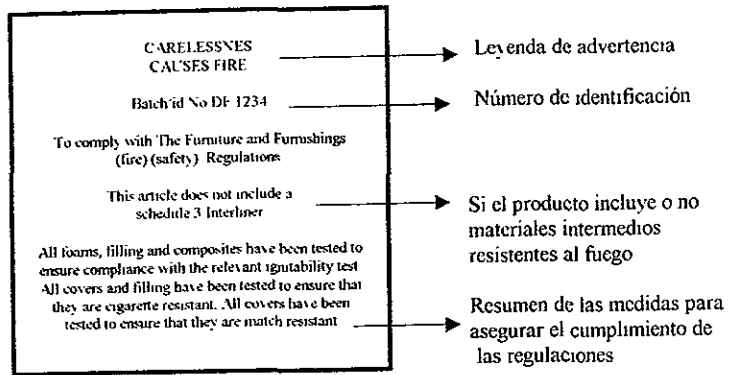 CARELESSNES
CAUSES FIRE
Batch/id No DF 1234
To comply with The Furniture and Furnishings
(fire) (safety) Regulations
This article does not include a
schedule 3 Interliner
All foams, filling and composites have been tested to
ensure compliance with the relevant ignutability test
All covers and filling have been tested to ensure that
they are cigarette resistant. All covers have been
tested to ensure that they are match resistant
Leyenda de advertencia
Número de identificación
Si el producto incluye o no
materiales intermedios
resistentes al fuego
Resumen de las medidas para
asegurar el cumplimiento de
las regulaciones